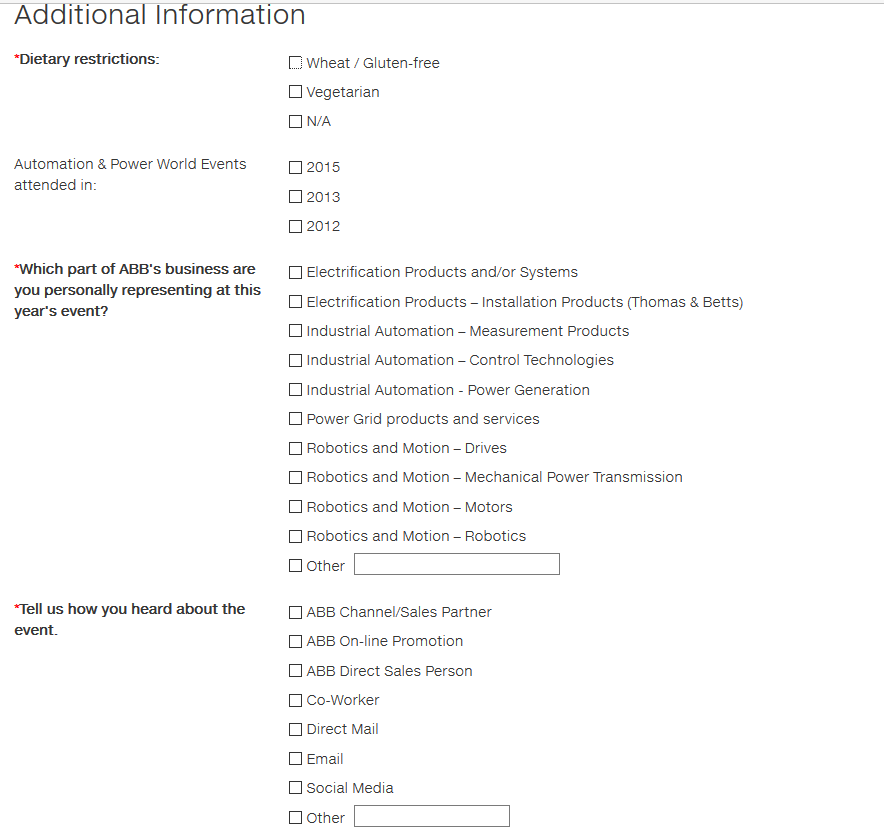 Additional Information
*Dietary restrictions:
Wheat / Gluten-free
Vegetarian
N/A
Automation & Power World Events
attended in:
2015
2013
2012
*Which part of ABB's business are
you personally representing at this
year's event?
Electrification Products and/or Systems
Electrification Products – Installation Products (Thomas & Betts)
Industrial Automation – Measurement Products
Industrial Automation – Control Technologies
Industrial Automation - Power Generation
Power Grid products and services
Robotics and Motion – Drives
Robotics and Motion – Mechanical Power Transmission
Robotics and Motion – Motors
Robotics and Motion – Robotics
Other
*Tell us how you heard about the
event.
ABB Channel/Sales Partner
ABB On-line Promotion
ABB Direct Sales Person
Co-Worker
Direct Mail
Email
Social Media
Other